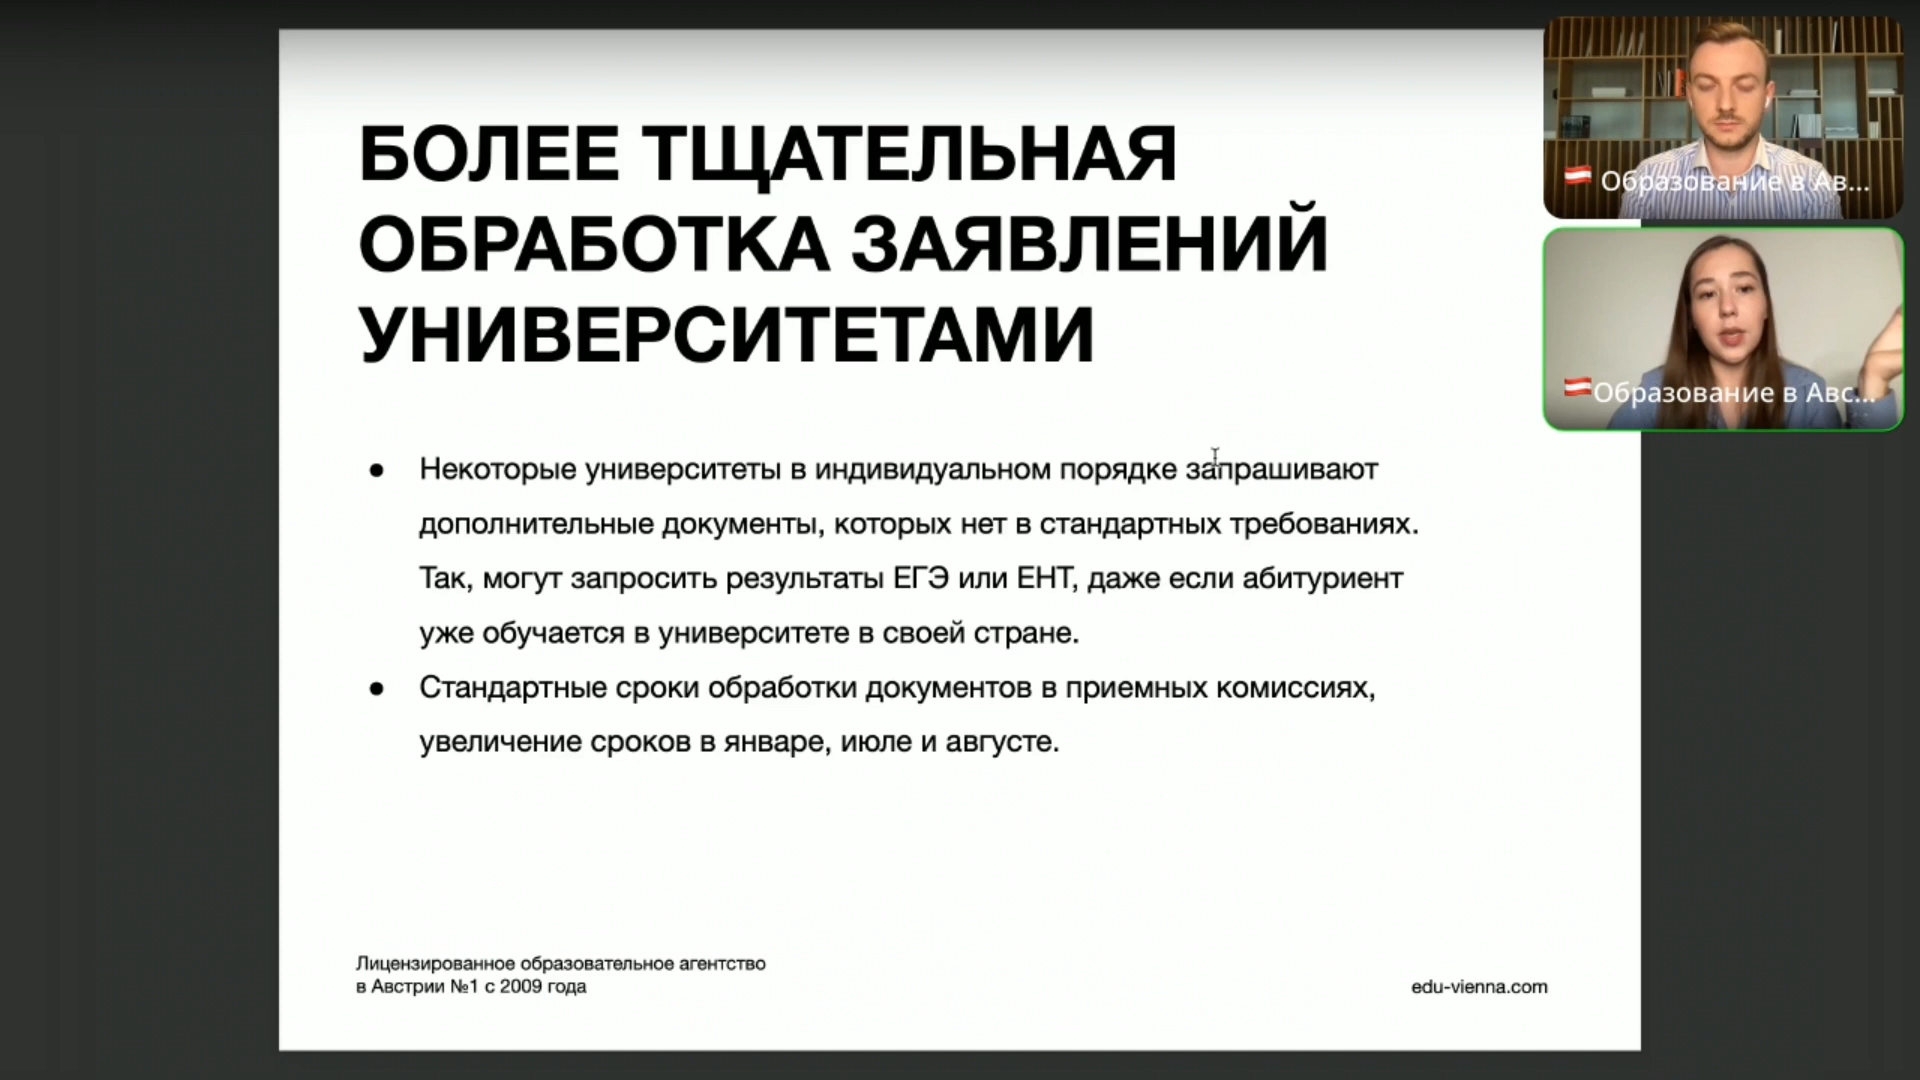 БОЛЕЕ ТЩАТЕЛЬНАЯ
ОБРАБОТКА ЗАЯВЛЕНИЙ
УНИВЕРСИТЕТАМИ
● Некоторые университеты в индивидуальном порядке запрашивают
дополнительные документы, которых нет в стандартных требованиях.
Так, могут запросить результаты ЕГЭ или ЕНТ, даже если абитуриент
уже обучается в университете в своей стране.
● Стандартные сроки обработки документов в приемных комиссиях,
увеличение сроков в январе, июле и августе.
Лицензированное образовательное агентство
в Австрии №1 с 2009 года
edu-vienna.com
Образование в Ав...
Образование в Авс...